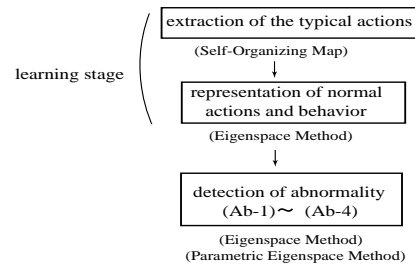 extraction of the typical actions
(Self-Organizing Map)
learning stage
representation of normal
actions and behavior
(Eigenspace Method)
detection of abnormality
(Ab-1)～ (Ab-4)
(Eigenspace Method)
(Parametric Eigenspace Method)